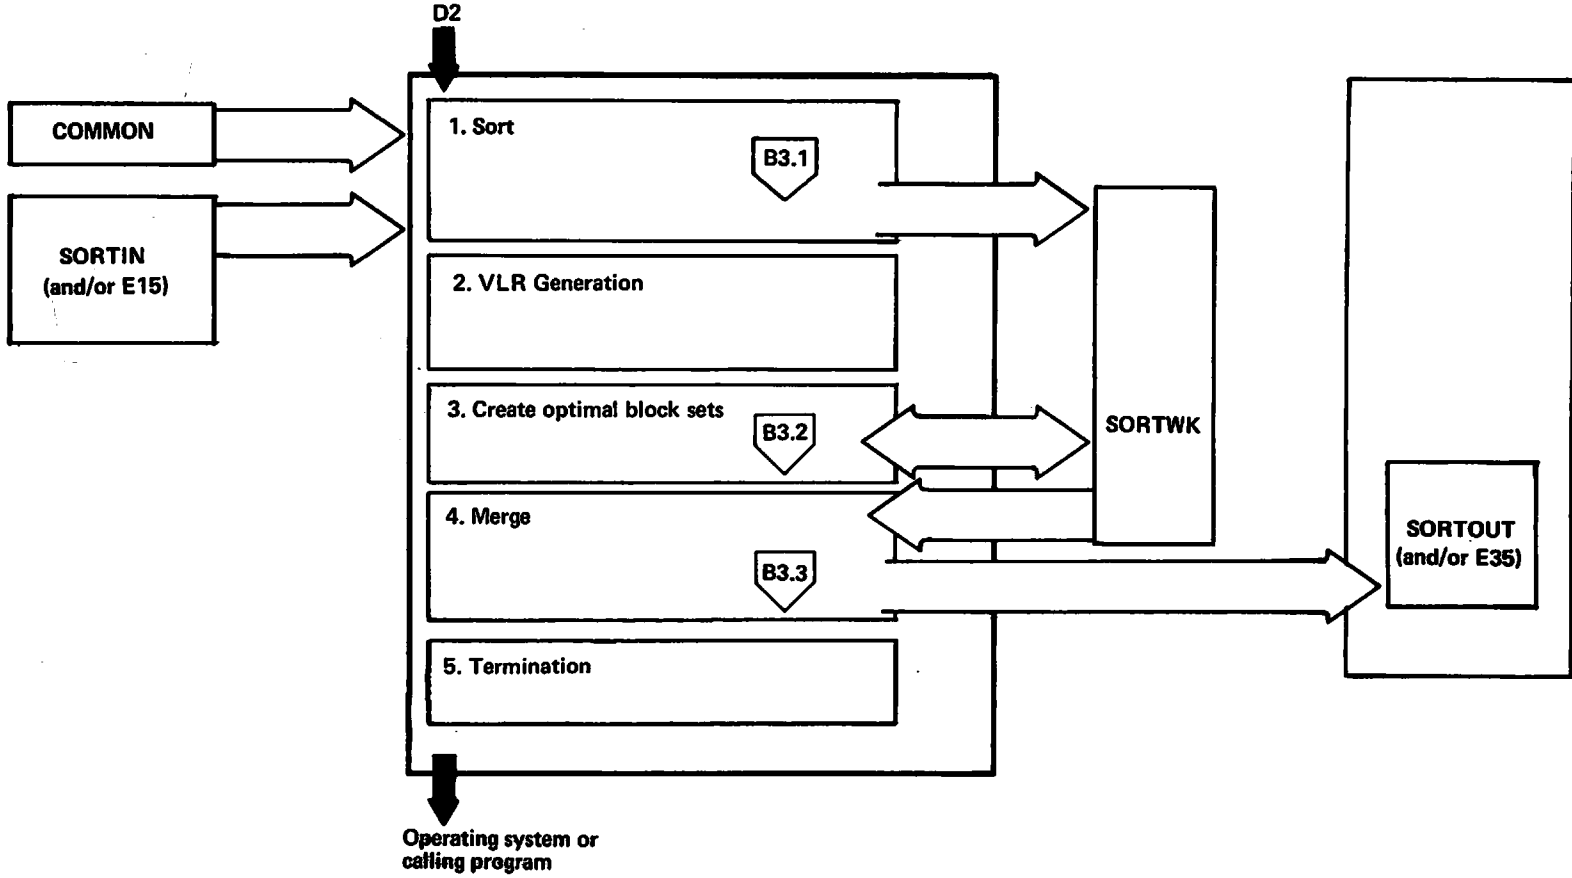 D2
COMMON
SORTIN
(and/or E15)
1. Sort
B3.1
2. VLR Generation
3. Create optimal block sets
B3.2
4. Merge
B3.3
5. Termination
SORTWK
SORTOUT
(and/or E35)
Operating system or
calling program